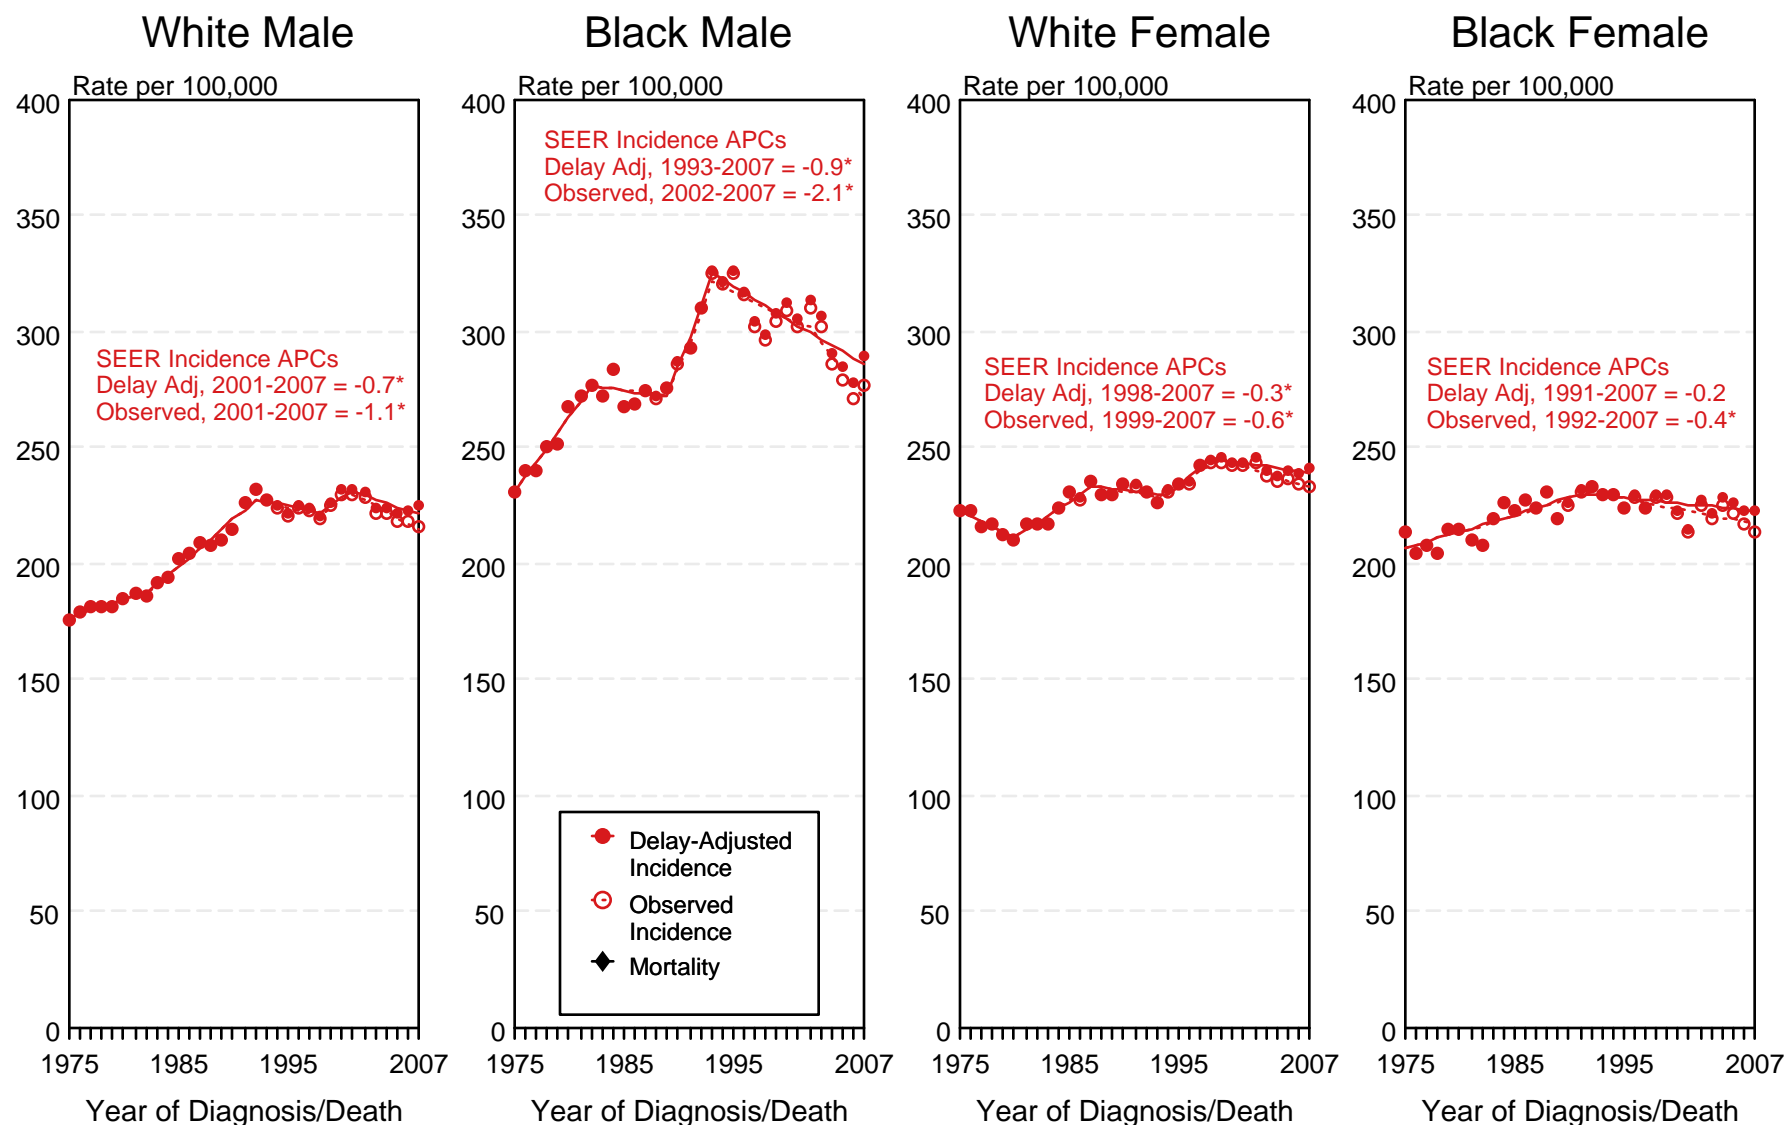 White Male
Black Male
White Female
Black Female
Rate per 100,000
400
350
300
250
200
150
100
50
0
SEER Incidence APCs
Delay Adj, 2001-2007 = -0.7*
Observed, 2001-2007 = -1.1*
1975
1985
1995
2007
Year of Diagnosis/Death
Rate per 100,000
400
350
300
250
200
150
100
50
0
SEER Incidence APCs
Delay Adj, 1993-2007 = -0.9*
Observed, 2002-2007 = -2.1*
Delay-Adjusted
Incidence
Observed
Incidence
Mortality
1975
1985
1995
2007
Year of Diagnosis/Death
Rate per 100,000
400
350
300
250
200
150
100
50
0
SEER Incidence APCs
Delay Adj, 1998-2007 = -0.3*
Observed, 1999-2007 = -0.6*
1975
1985
1995
2007
Year of Diagnosis/Death
Rate per 100,000
400
350
300
250
200
150
100
50
0
SEER Incidence APCs
Delay Adj, 1991-2007 = -0.2
Observed, 1992-2007 = -0.4*
1975
1985
1995
2007
Year of Diagnosis/Death